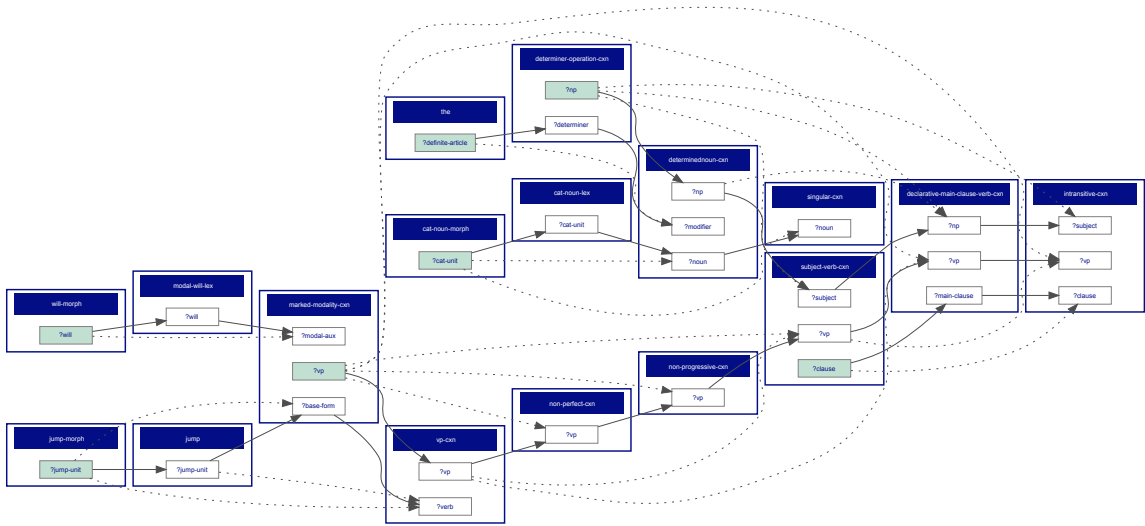 will-morph
?will
modal-will-lex
?will
jump-morph
?jump-unit
jump
?jump-unit
marked-modality-cxn
?modal-aux
?vp
?base-form
the
?definite-article
cat-noun-morph
?cat-unit
vp-cxn
?vp
?verb
determiner-operation-cxn
?np
?determiner
cat-noun-lex
?cat-unit
non-perfect-cxn
?vp
determinednoun-cxn
?np
?modifier
?noun
non-progressive-cxn
?vp
singular-cxn
?noun
subject-verb-cxn
?subject
?vp
?clause
declarative-main-clause-verb-cxn
?np
?vp
?main-clause
intransitive-cxn
?subject
?vp
?clause